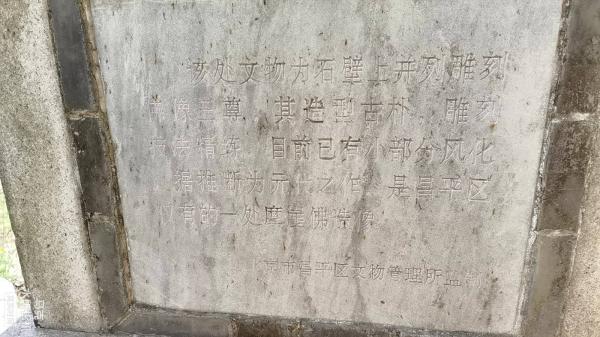 该处文物为石壁上并列雕刻
佛像三尊 其造型古朴 雕刻
精 目前已有小部分风化
据推断为元代之作 是昌平区
有的一处摩崖佛造像
京市昌平区文物管理所监制